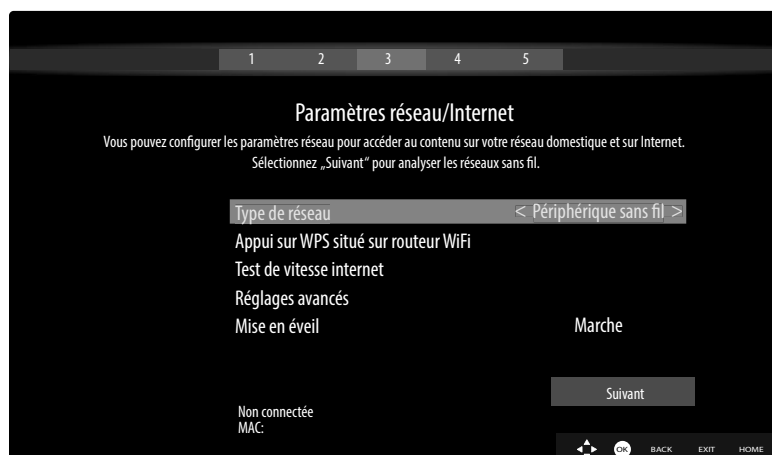 1 2 3 4 5
Paramètres réseau/Internet
Vous pouvez configurer les paramètres réseau pour accéder au contenu sur votre réseau domestique et sur Internet.
Sélectionnez „Suivant“ pour analyser les réseaux sans fil.
Type de réseau < Périphérique sans fil >
Appui sur WPS situé sur routeur WiFi
Test de vitesse internet
Réglages avancés
Mise en éveil Marche
Suivant
Non connectée
MAC:
OK BACK EXIT HOME